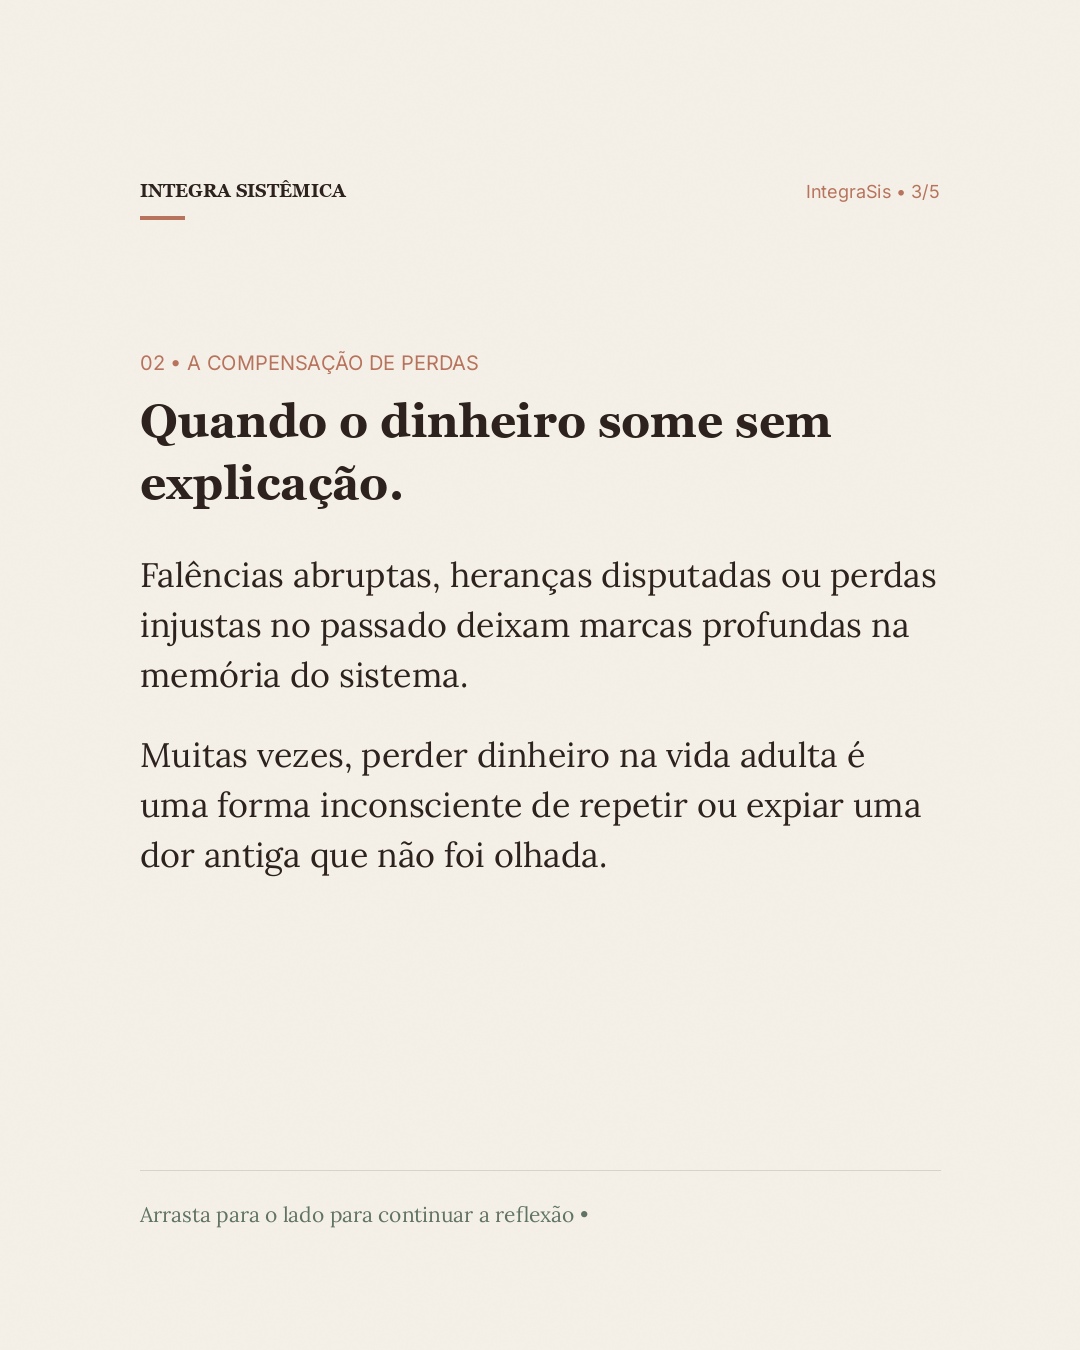 INTEGRA SISTÊMICA
IntegraSis • 3/5
02 • A COMPENSAÇÃO DE PERDAS
Quando o dinheiro some sem
explicação.
Falências abruptas, heranças disputadas ou perdas
injustas no passado deixam marcas profundas na
memória do sistema.
Muitas vezes, perder dinheiro na vida adulta é
uma forma inconsciente de repetir ou expiar uma
dor antiga que não foi olhada.
Arrasta para o lado para continuar a reflexão •